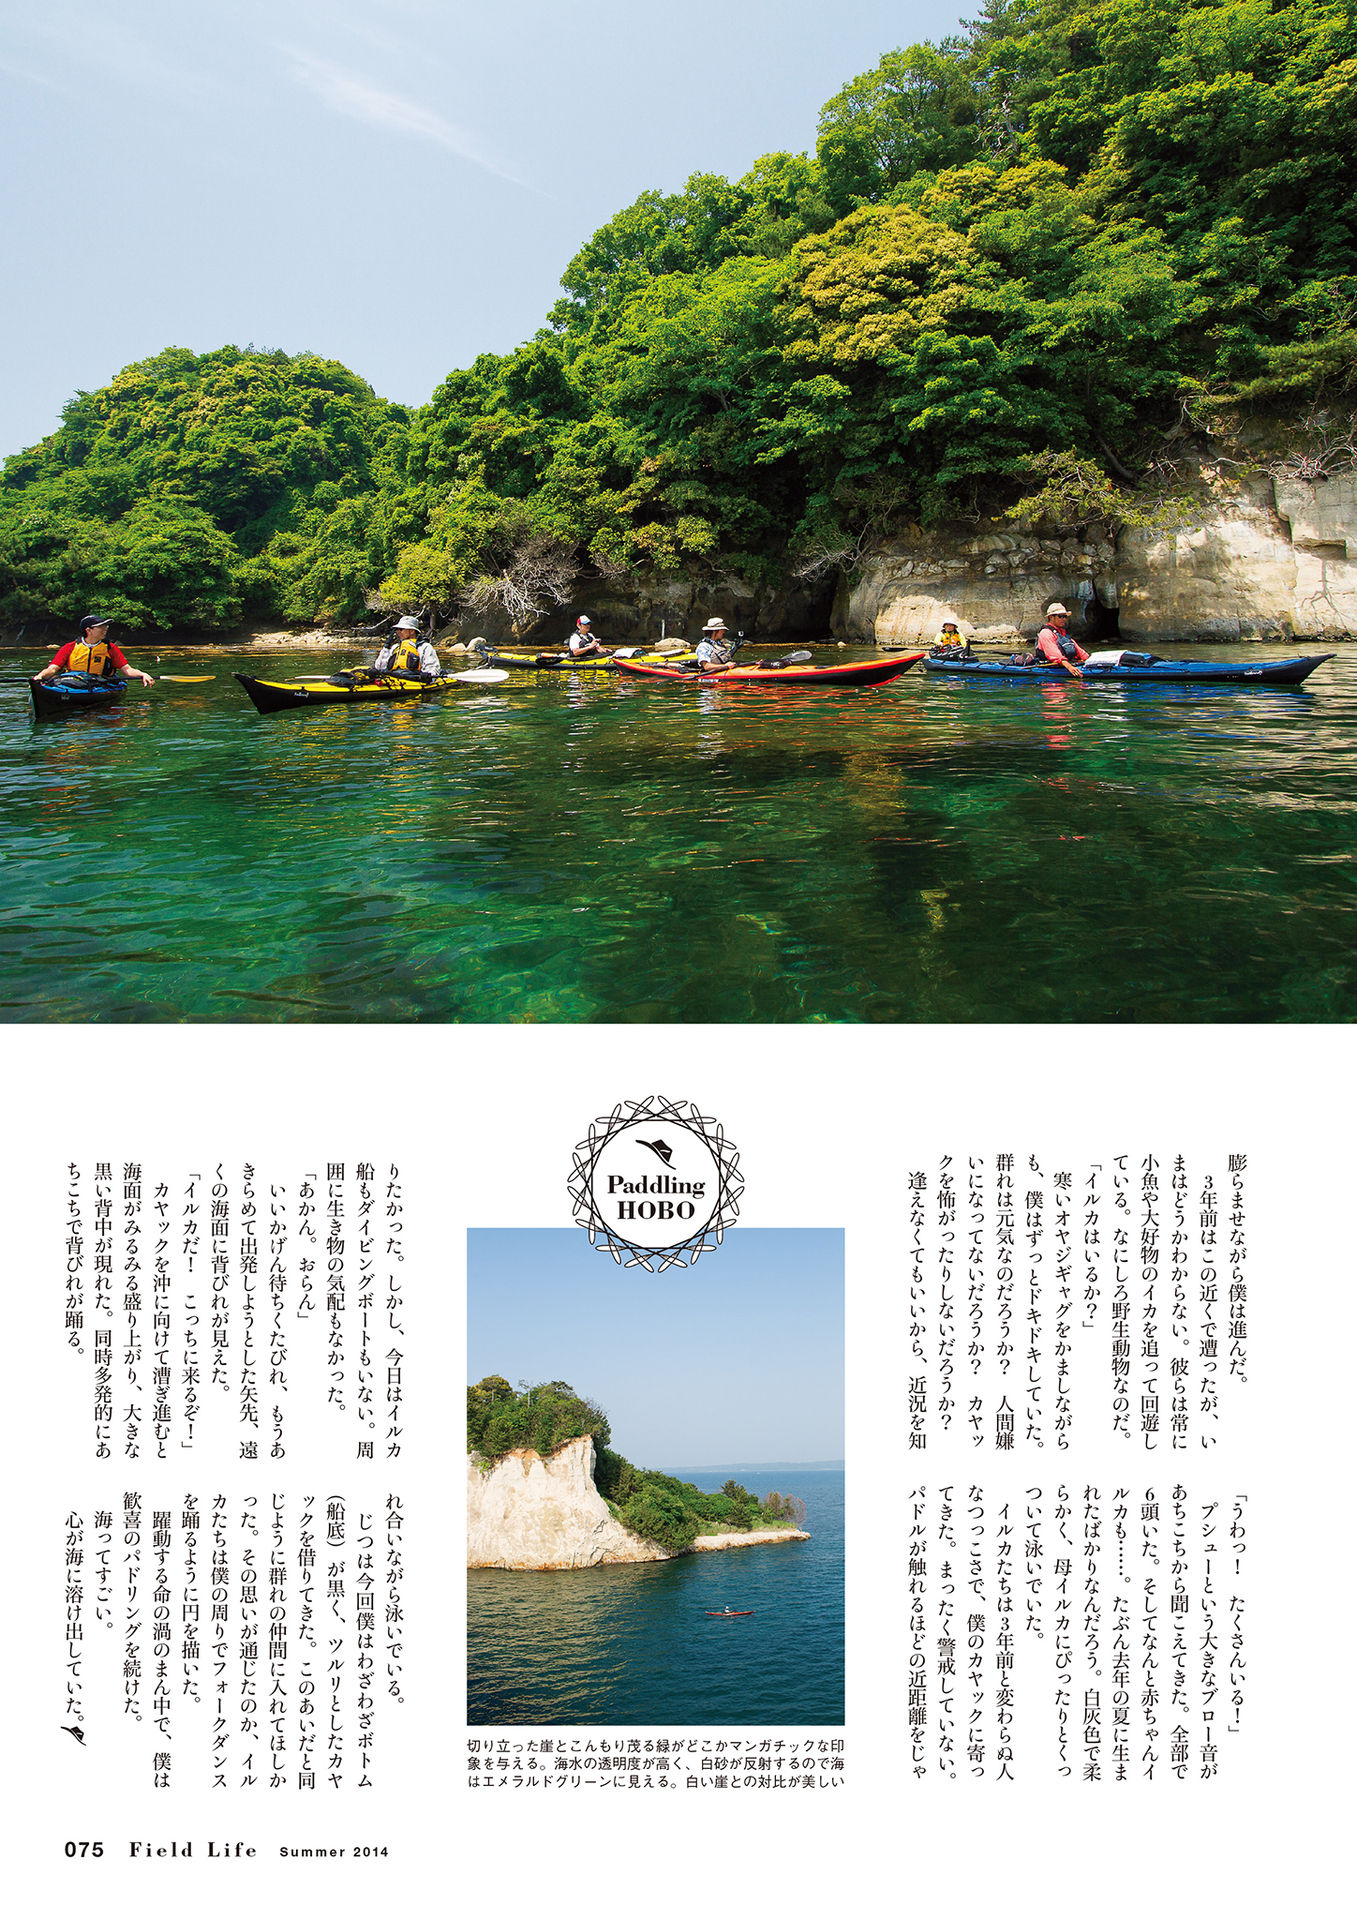 膨らませながら僕は進んだ。
3年前はこの近くで遭ったが、い
まはどうかわからない。彼らは常に
小魚や大好物のイカを追って回遊し
ている。なにしろ野生動物なのだ。
「イルカはいるか?」
寒いオヤジギャグをかましながら
も、僕はずっとドキドキしていた。
群れは元気なのだろうか? 人間嫌
いになってないだろうか? カヤッ
クを怖がったりしないだろうか?
逢えなくてもいいから、近況を知
りたかった。しかし、今日はイルカ
船もダイビングボートもいない。周
囲に生き物の気配もなかった。
「あかん。おらん」
いいかげん待ちくたびれ、もうあ
きらめて出発しようとした矢先、遠
くの海面に背びれが見えた。
「イルカだ! こっちに来るぞ!」
カヤックを沖に向けて漕ぎ進むと
海面がみるみる盛り上がり、大きな
黒い背中が現れた。同時多発的にあ
ちこちで背びれが踊る。
「うわっ! たくさんいる!」
プシューという大きなブロー音が
あちこちから聞こえてきた。全部で
6頭いた。そしてなんと赤ちゃんイ
ルカも……。たぶん去年の夏に生ま
れたばかりなんだろう。白灰色で柔
らかく、母イルカにぴったりとくっ
ついて泳いでいた。
イルカたちは3年前と変わらぬ人
なつっこさで、僕のカヤックに寄っ
てきた。まったく警戒していない。
パドルが触れるほどの近距離をじゃ
れ合いながら泳いでいる。
じつは今回僕はわざわざボトム
(船底)が黒く、ツルリとしたカヤ
ックを借りてきた。このあいだと同
じように群れの仲間に入れてほしか
った。その思いが通じたのか、イル
カたちは僕の周りでフォークダンス
を踊るように円を描いた。
躍動する命の渦のまん中で、僕は
歓喜のパドリングを続けた。
海ってすごい。
心が海に溶け出していた。
Paddling
HOBO
切り立った崖とこんもり茂る緑がどこかマンガチックな印
象を与える。海水の透明度が高く、白砂が反射するので海
はエメラルドグリーンに見える。白い崖との対比が美しい
075 Field Life Summer 2014